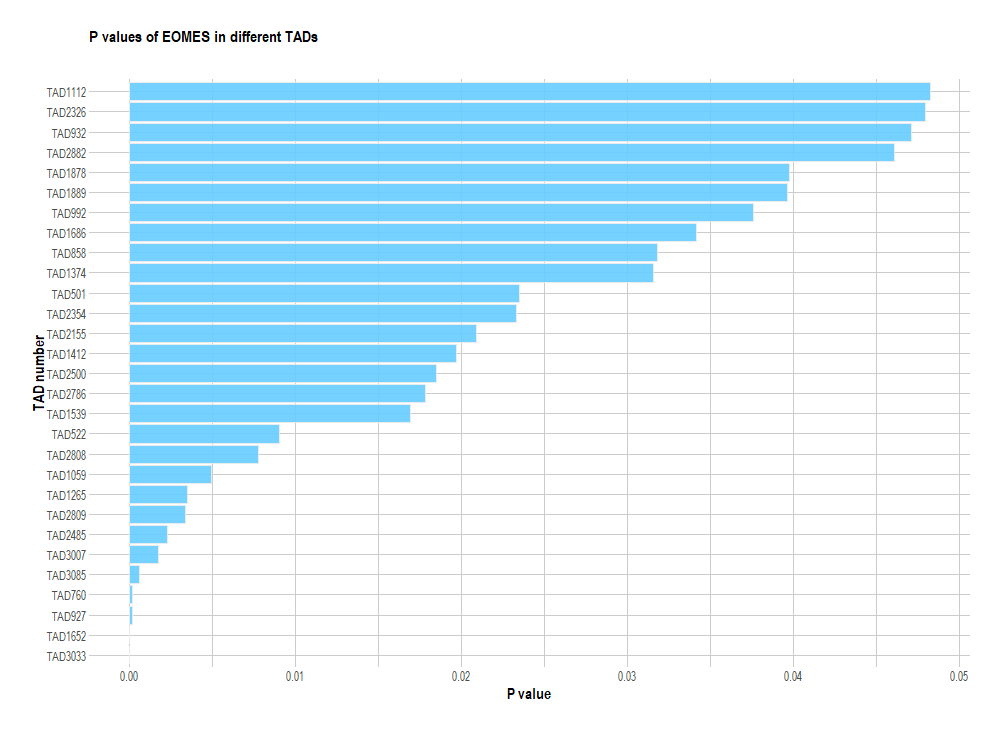 P values of EOMES in different TADs
TAD number
TAD1112
TAD2326
TAD932
TAD2882
TAD1878
TAD1889
TAD992
TAD1686
TAD858
TAD1374
TAD501
TAD2354
TAD2155
TAD1412
TAD2500
TAD2786
TAD1539
TAD522
TAD2808
TAD1059
TAD1265
TAD2809
TAD2485
TAD3007
TAD3085
TAD760
TAD927
TAD1652
TAD3033
0.00 0.01 0.02 0.03 0.04 0.05
P value